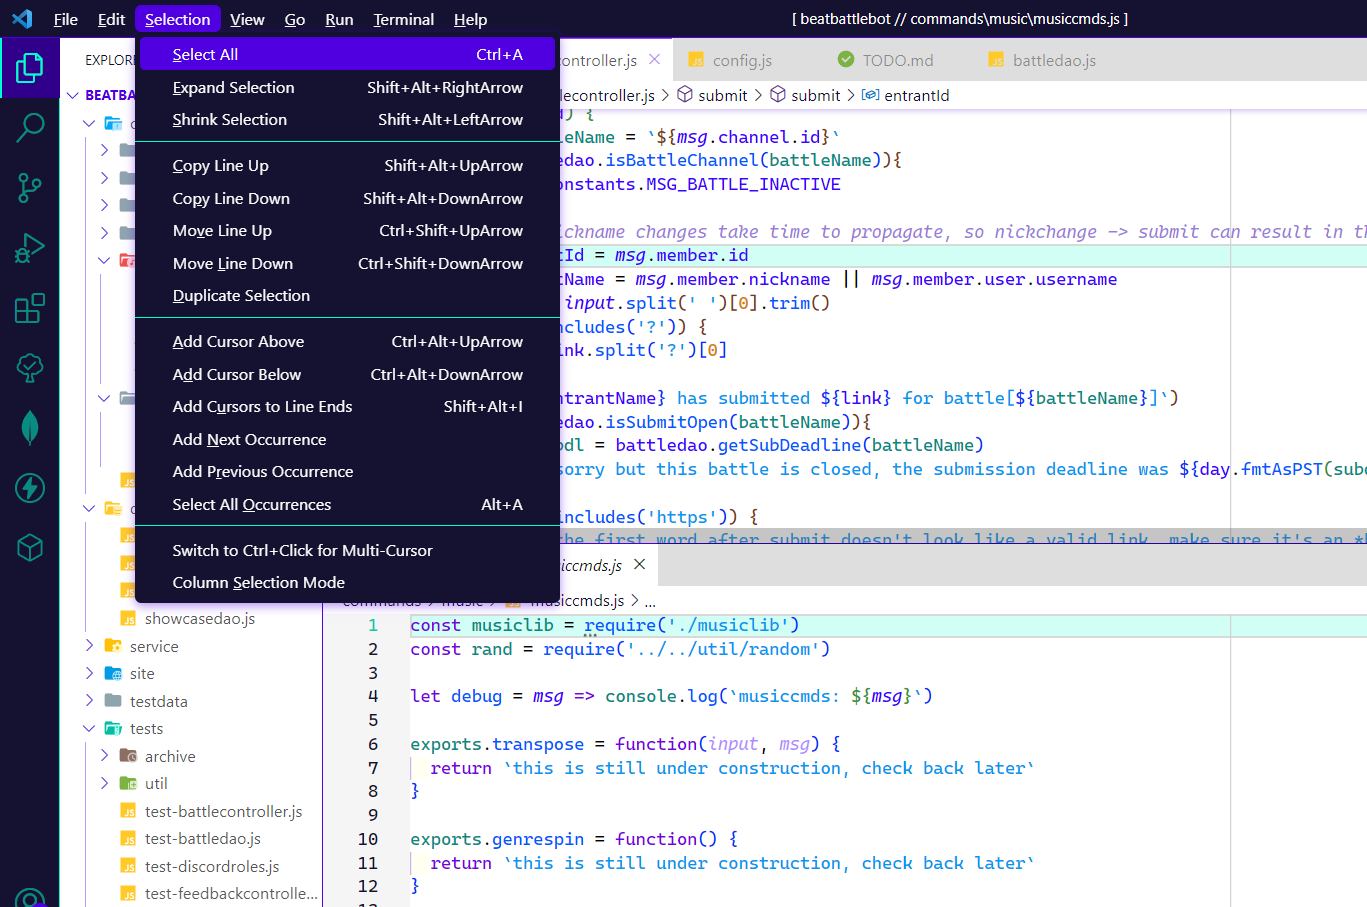 File Edit Selection View Go Run Terminal Help [ beatbattlebot // commands\music\musiccmds.js ]
EXPLOR
BEATBA
Select All Ctrl+A
Expand Selection Shift+Alt+RightArrow
Shrink Selection Shift+Alt+LeftArrow
Copy Line Up Shift+Alt+UpArrow
Copy Line Down Shift+Alt+DownArrow
Move Line Up Ctrl+Shift+UpArrow
Move Line Down Ctrl+Shift+DownArrow
Duplicate Selection
Add Cursor Above Ctrl+Alt+UpArrow
Add Cursor Below Ctrl+Alt+DownArrow
Add Cursors to Line Ends Shift+Alt+I
Add Next Occurrence
Add Previous Occurrence
Select All Occurrences Alt+A
Switch to Ctrl+Click for Multi-Cursor
Column Selection Mode
showcasedao.js
service
site
testdata
tests
archive
util
test-battlecontroller.js
test-battledao.js
test-discordroles.js
test-feedbackcontrolle...
ontroller.js config.js TODO.md battledao.js
lecontroller.js > submit > submit > entrantId
) {
eName = `${msg.channel.id}`
edao.isBattleChannel(battleName)){
onstants.MSG_BATTLE_INACTIVE
ickname changes take time to propagate, so nickchange -> submit can result in th
tId = msg.member.id
tName = msg.member.nickname || msg.member.user.username
input.split(' ')[0].trim()
ncludes('?')) {
ink.split('?')[0]
ntrantName} has submitted ${link} for battle[${battleName}]`)
edao.isSubmitOpen(battleName)){
bdl = battledao.getSubDeadline(battleName)
sorry but this battle is closed, the submission deadline was ${day.fmtAsPST(subd
includes('https')) {
the first word after submit doesn't look like a valid link, make sure it's an *h
iccmds.js
commands > music > musiccmds.js > ...
1 const musiclib = require('./musiclib')
2 const rand = require('../../util/random')
3
4 let debug = msg => console.log(`musiccmds: ${msg}`)
5
6 exports.transpose = function(input, msg) {
7 return `this is still under construction, check back later`
8 }
9
10 exports.genrespin = function() {
11 return `this is still under construction, check back later`
12 }